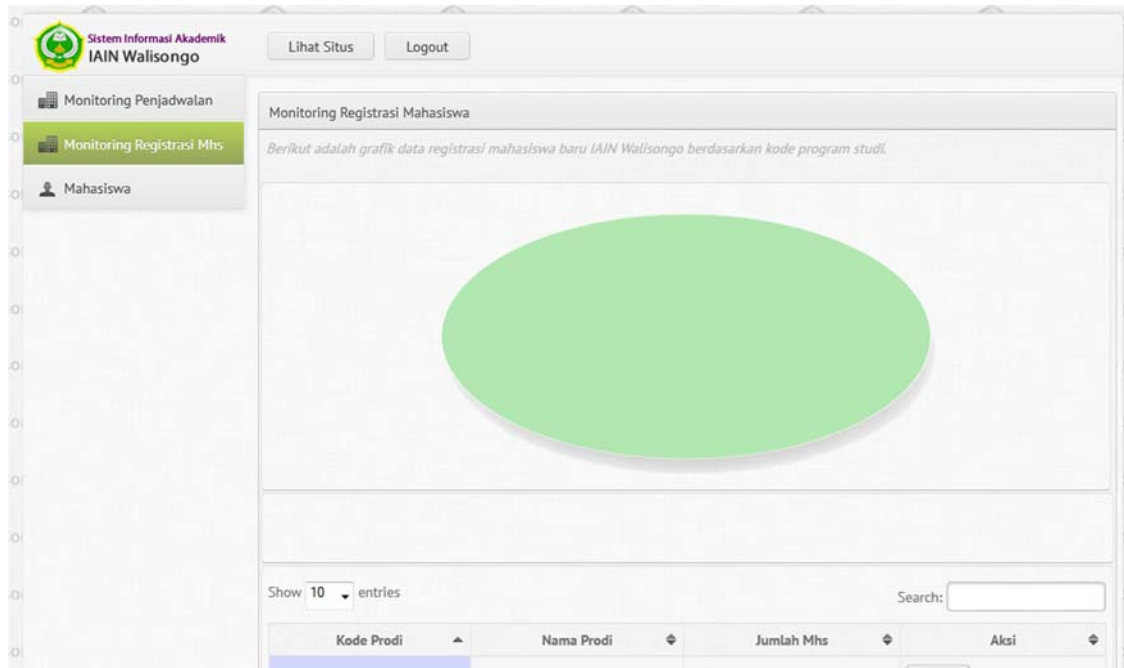 Sistem Informasi Akademik
IAIN Walisongo
Lihat Situs
Logout
Monitoring Penjadwalan
Monitoring Registrasi Mhs
Mahasiswa
Monitoring Registrasi Mahasiswa
Berikut adalah grafik data registrasi mahasiswa baru IAIN Walisongo berdasarkan kode program studi.
Show 10 entries
Search:
Kode Prodi Nama Prodi Jumlah Mhs Aksi